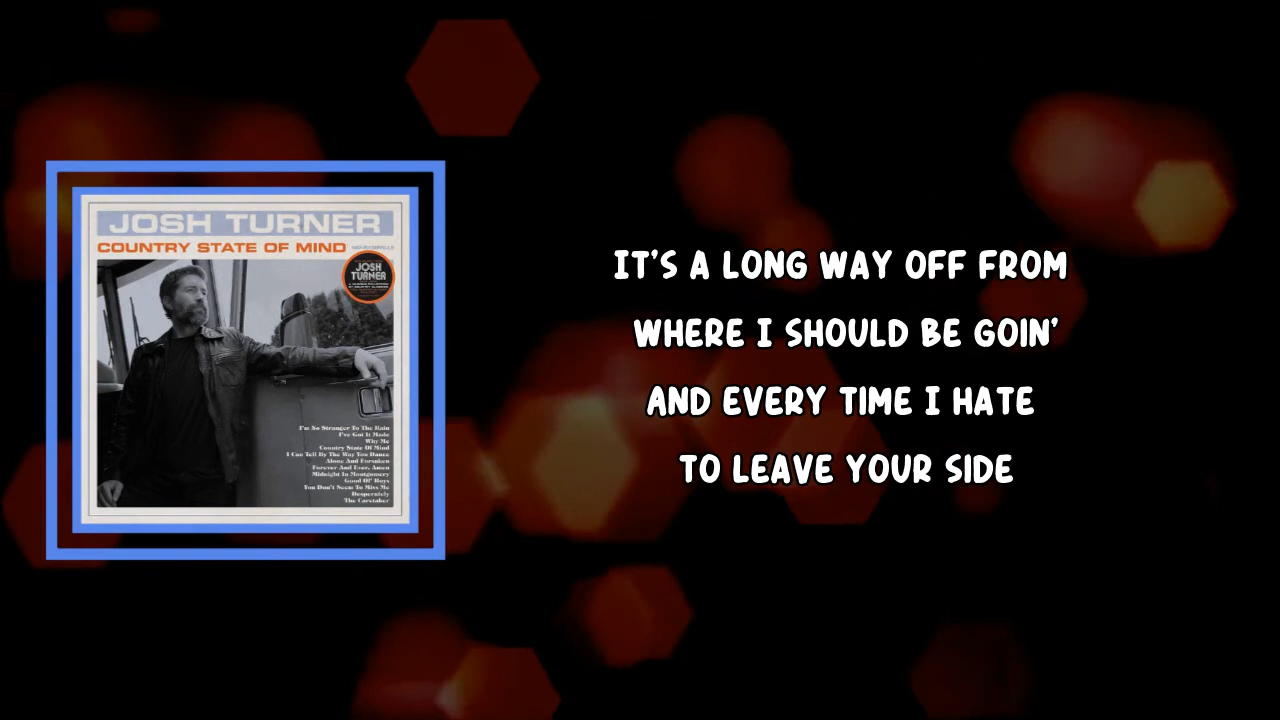 JOSH TURNER
COUNTRY STATE OF MIND
JOSH
TURNER
I'm No Stranger To The Rain
I've Got It Made
Why Me
Country State Of Mind
I Can Tell By The Way You Dance
Alone And Forsaken
Forever And Ever, Amen
Midnight In Montgomery
Good Ol' Boys
You Don't Seem To Miss Me
Desperately
The Caretaker
IT'S A LONG WAY OFF FROM
WHERE I SHOULD BE GOIN'
AND EVERY TIME I HATE
TO LEAVE YOUR SIDE